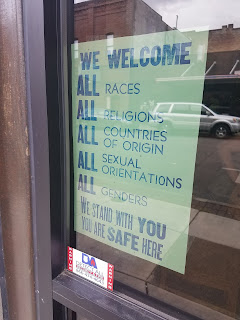 WE WELCOME
ALL RACES
ALL RELIGIONS
ALL COUNTRIES
OF ORIGIN
ALL SEXUAL
ORIENTATIONS
ALL GENDERS
WE STAND WITH YOU
YOU ARE SAFE HERE